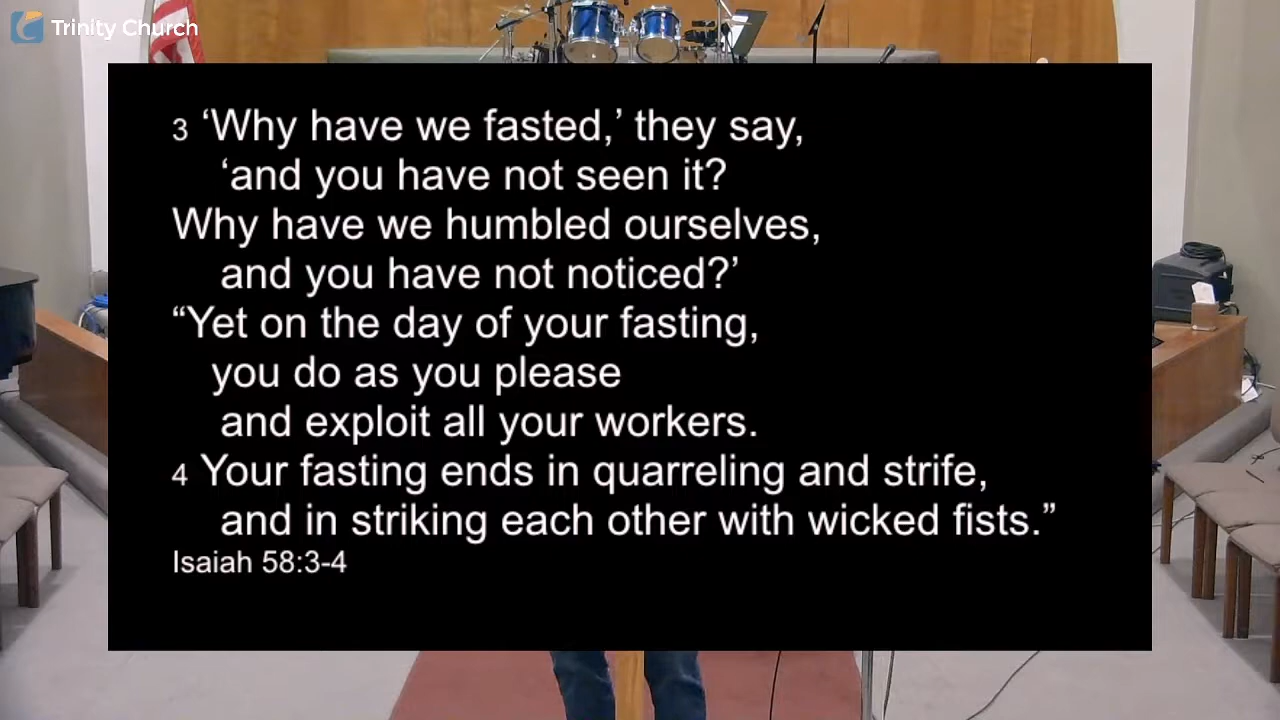 Trinity Church
3 ‘Why have we fasted,’ they say,
‘and you have not seen it?
Why have we humbled ourselves,
and you have not noticed?’
“Yet on the day of your fasting,
you do as you please
and exploit all your workers.
4 Your fasting ends in quarreling and strife,
and in striking each other with wicked fists.”
Isaiah 58:3-4